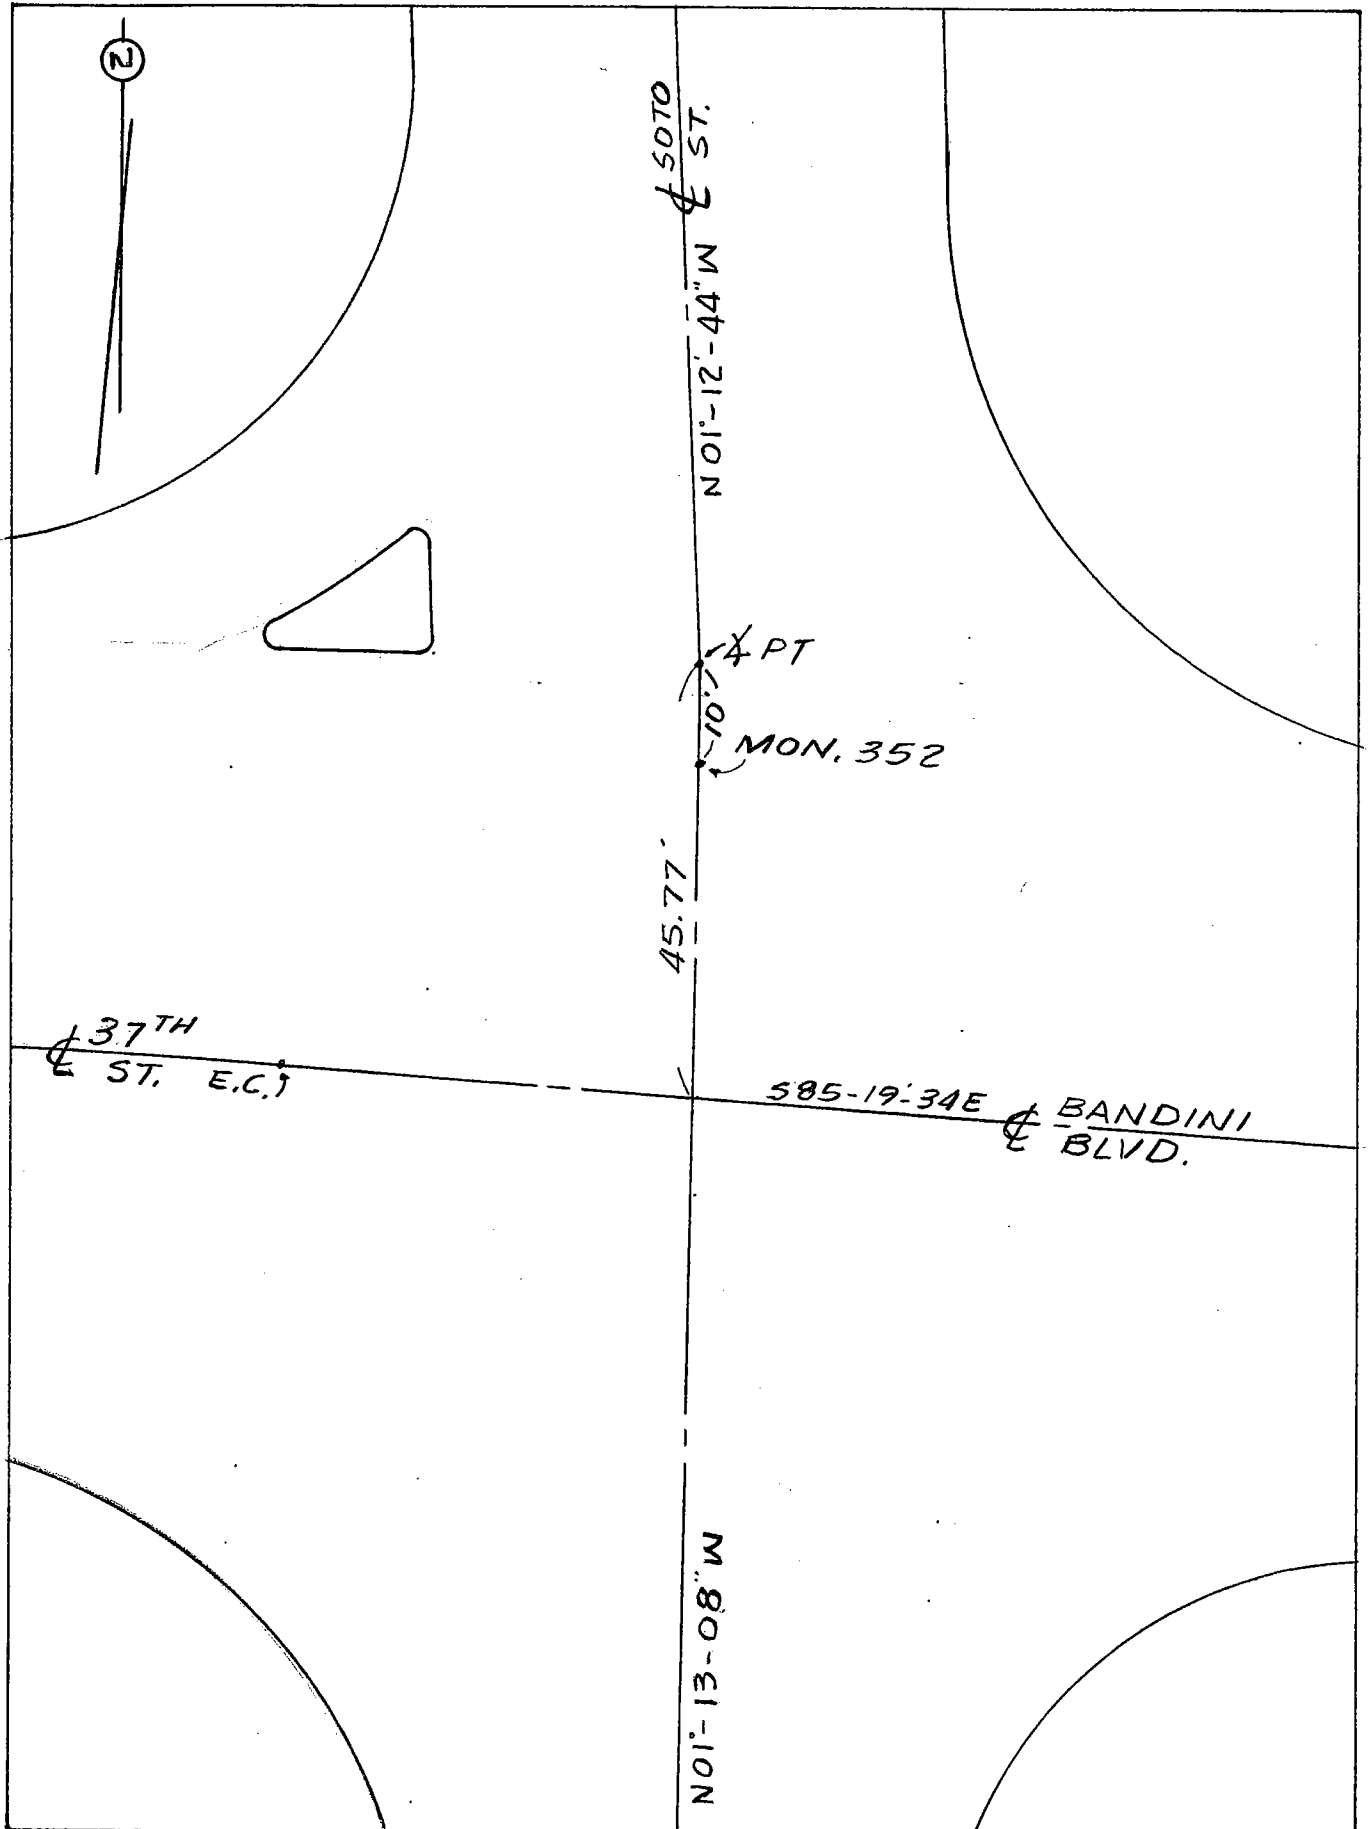 N
℄ SOTO
℄ ST.
N01°-12'-44"W
∡ PT
10'
MON. 352
45.77'
℄ 37TH
ST. E.C.
S85-19'-34E
℄ BANDINI
BLVD.
N01°-13-08"W